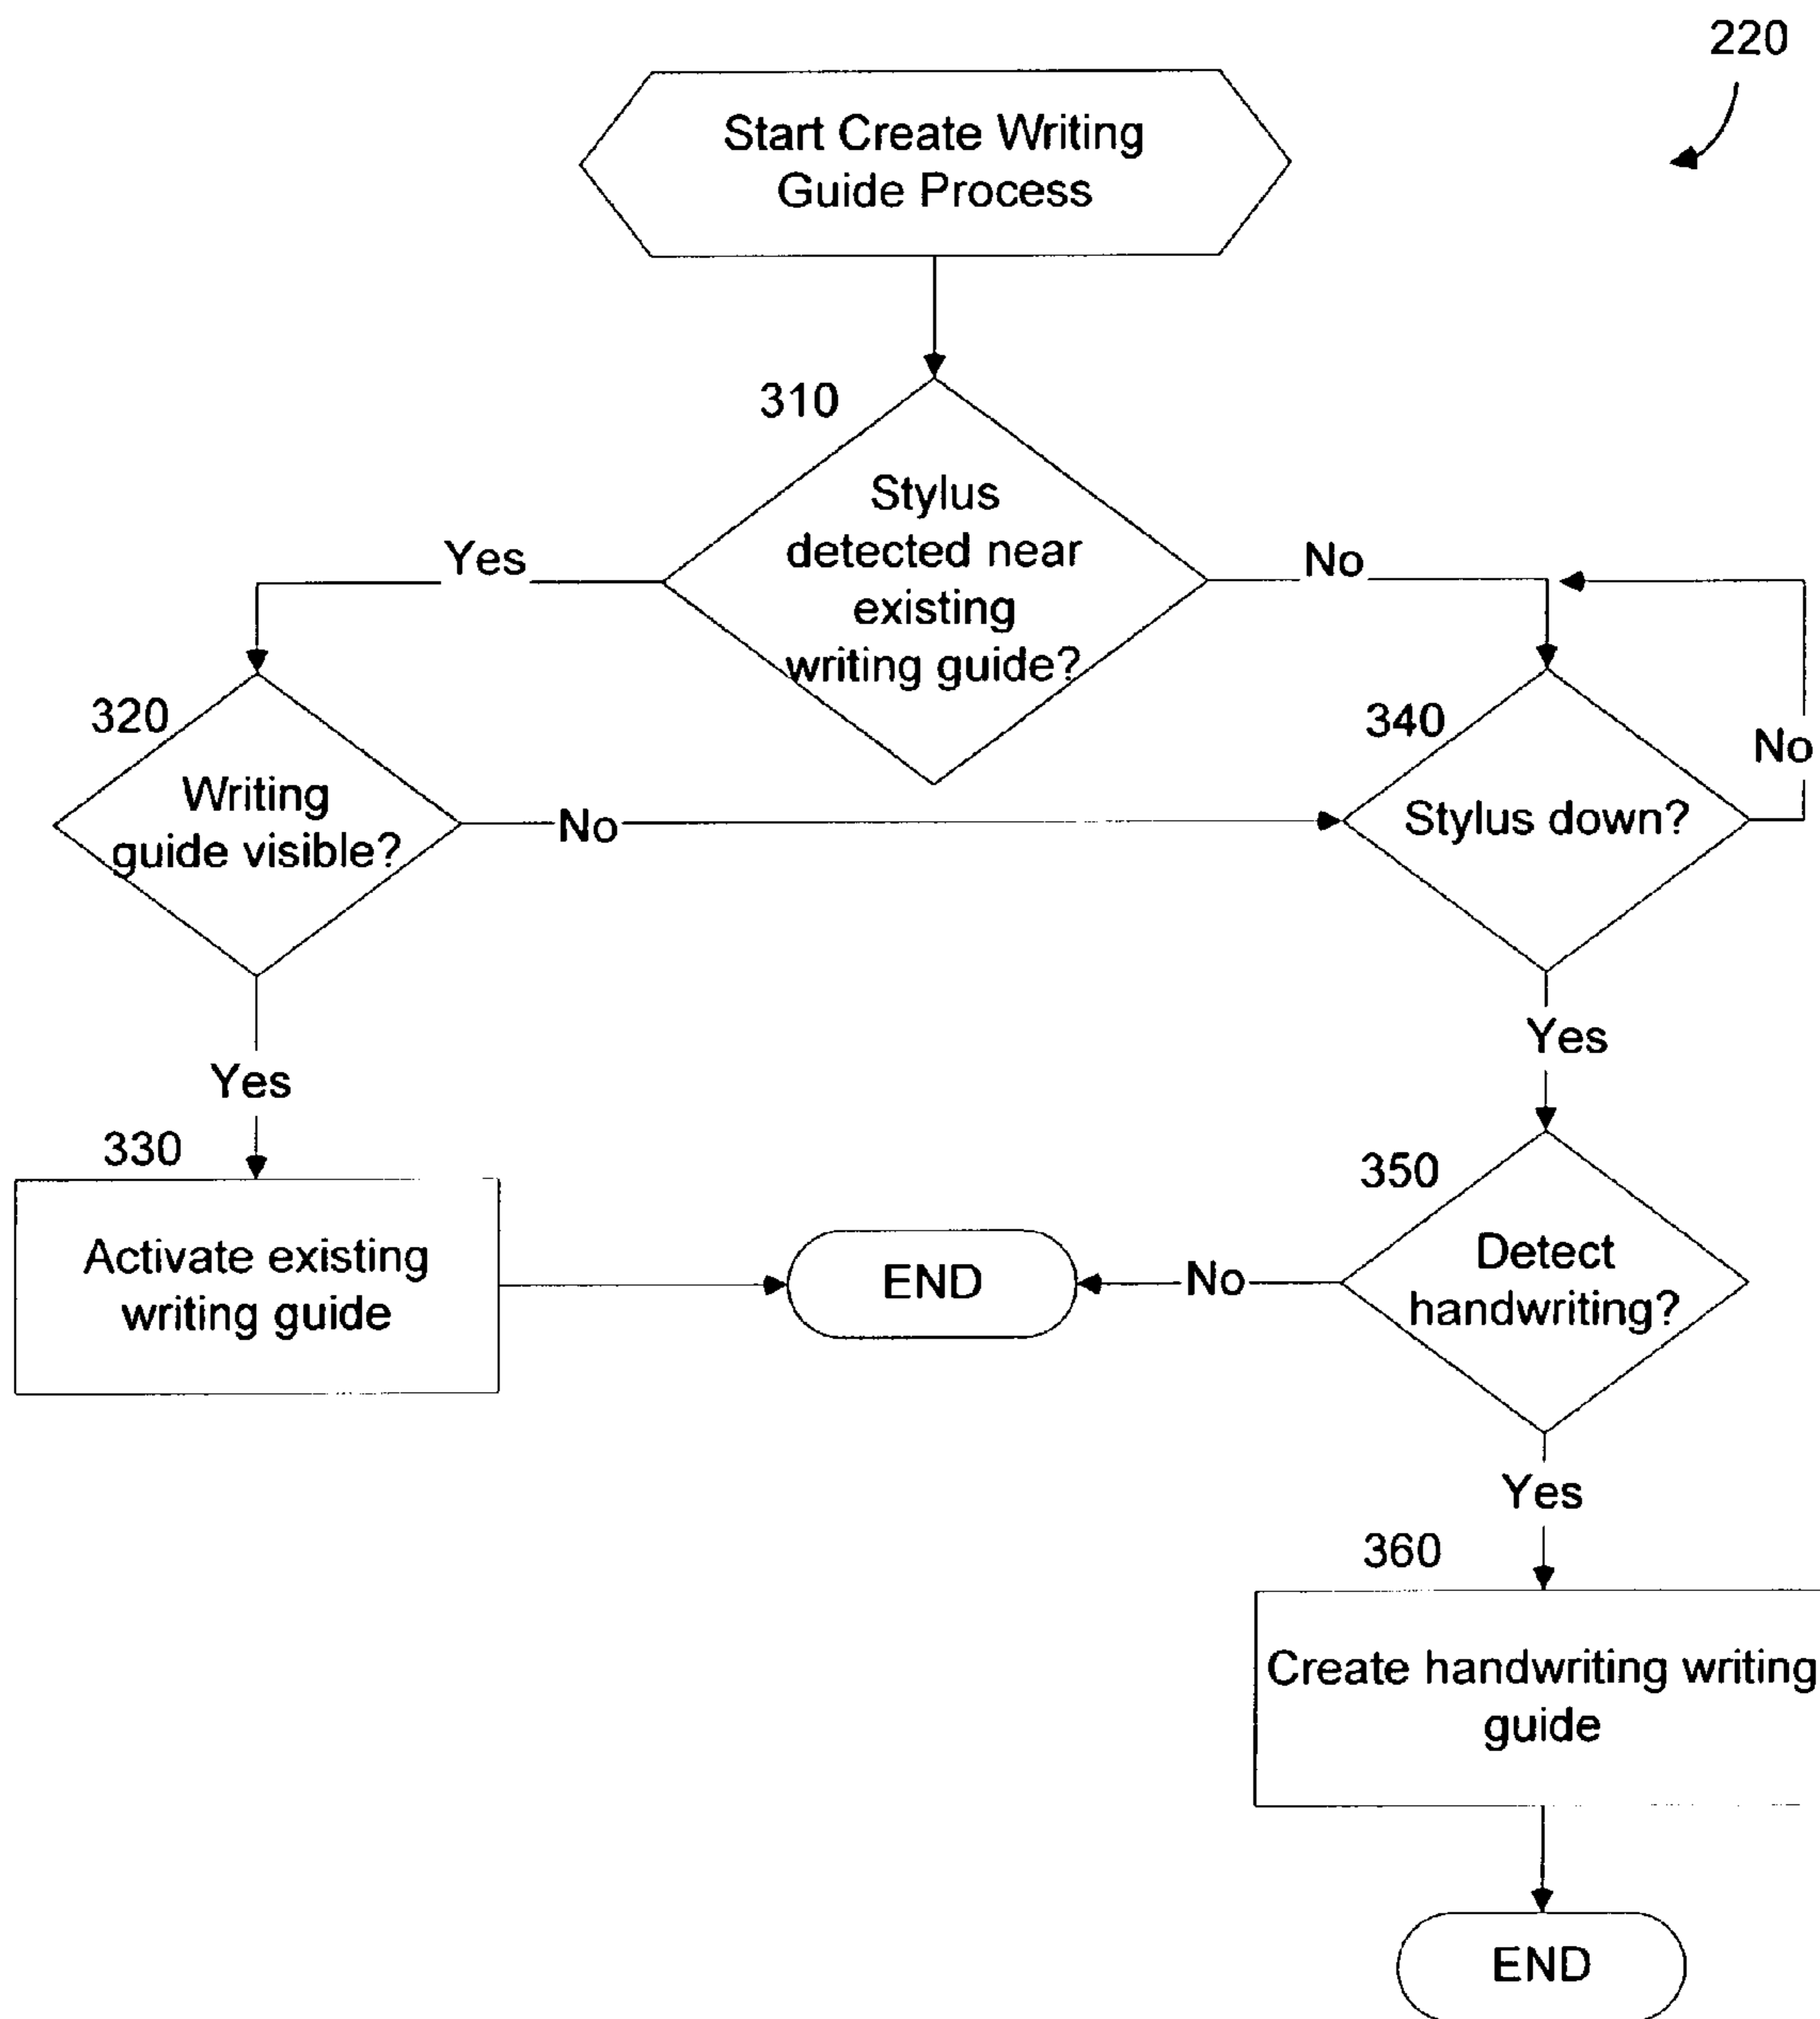 220
Start Create Writing
Guide Process
310
Stylus
detected near
existing
writing guide?
Yes
No
320
Writing
guide visible?
No
340
Stylus down?
No
Yes
Yes
330
Activate existing
writing guide
END
No
350
Detect
handwriting?
Yes
360
Create handwriting writing
guide
END